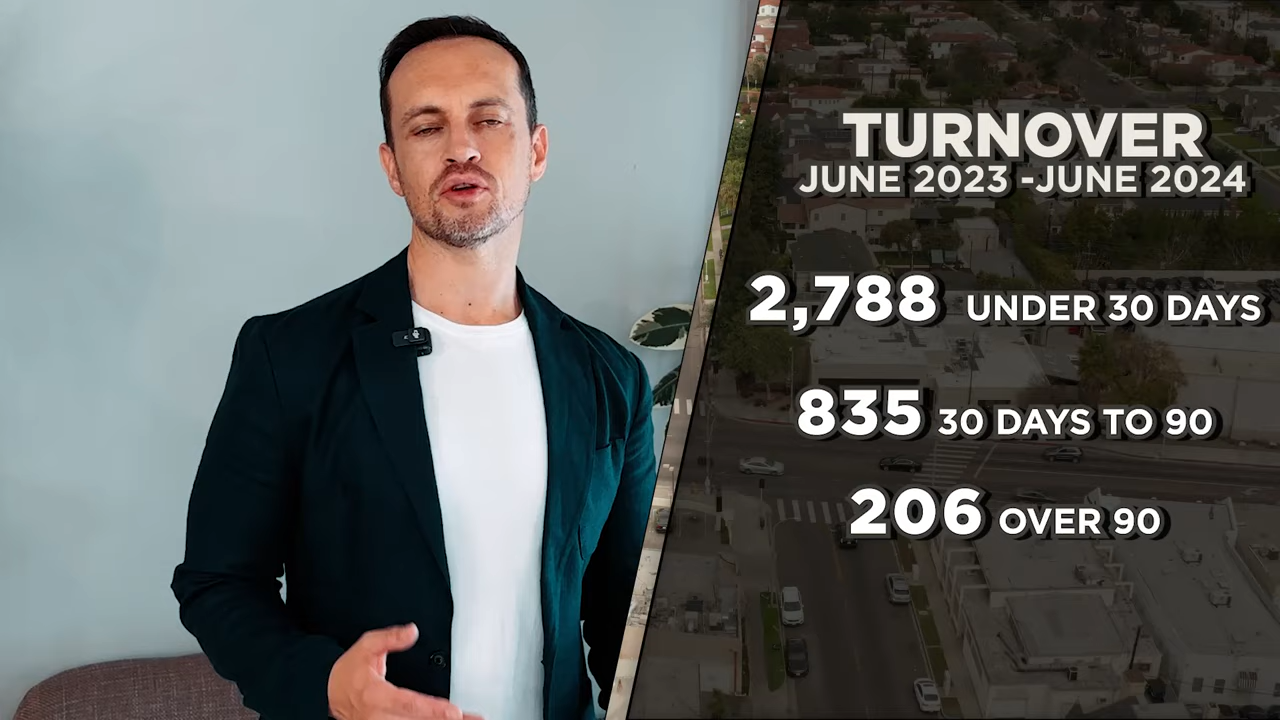 TURNOVER
JUNE 2023 -JUNE 2024
2,788 UNDER 30 DAYS
835 30 DAYS TO 90
206 OVER 90